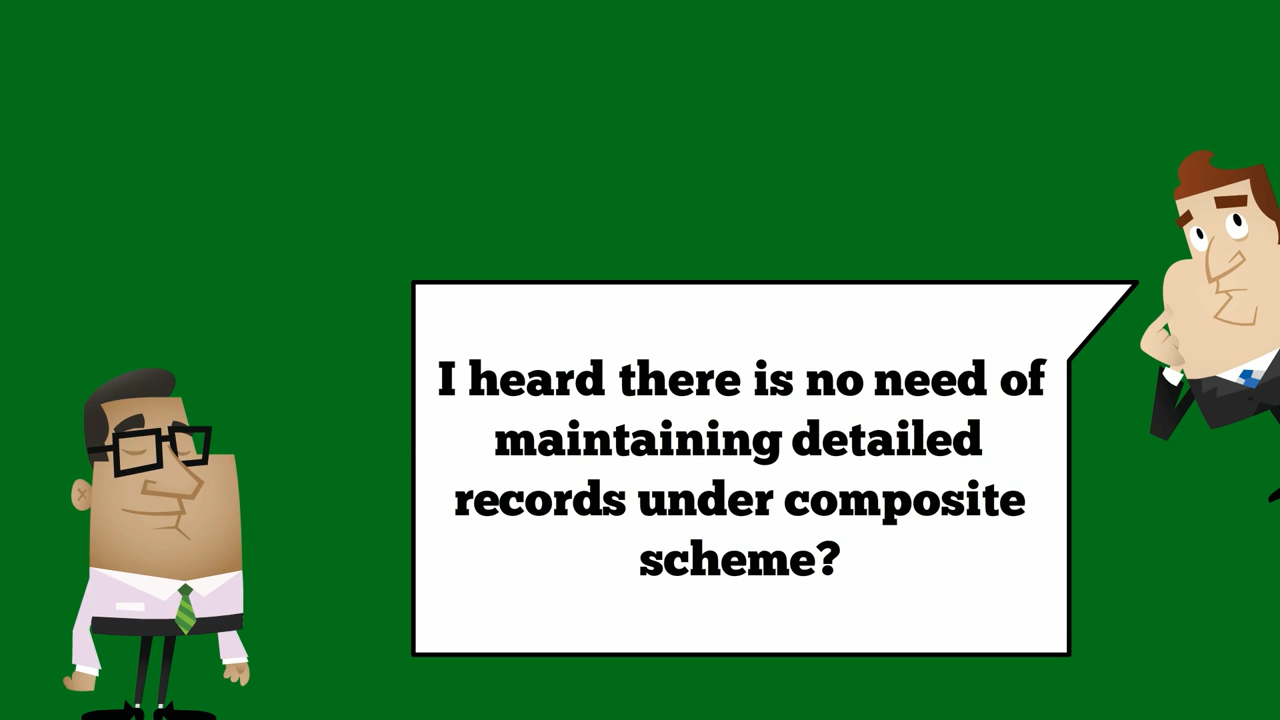 I heard there is no need of
maintaining detailed
records under composite
scheme?